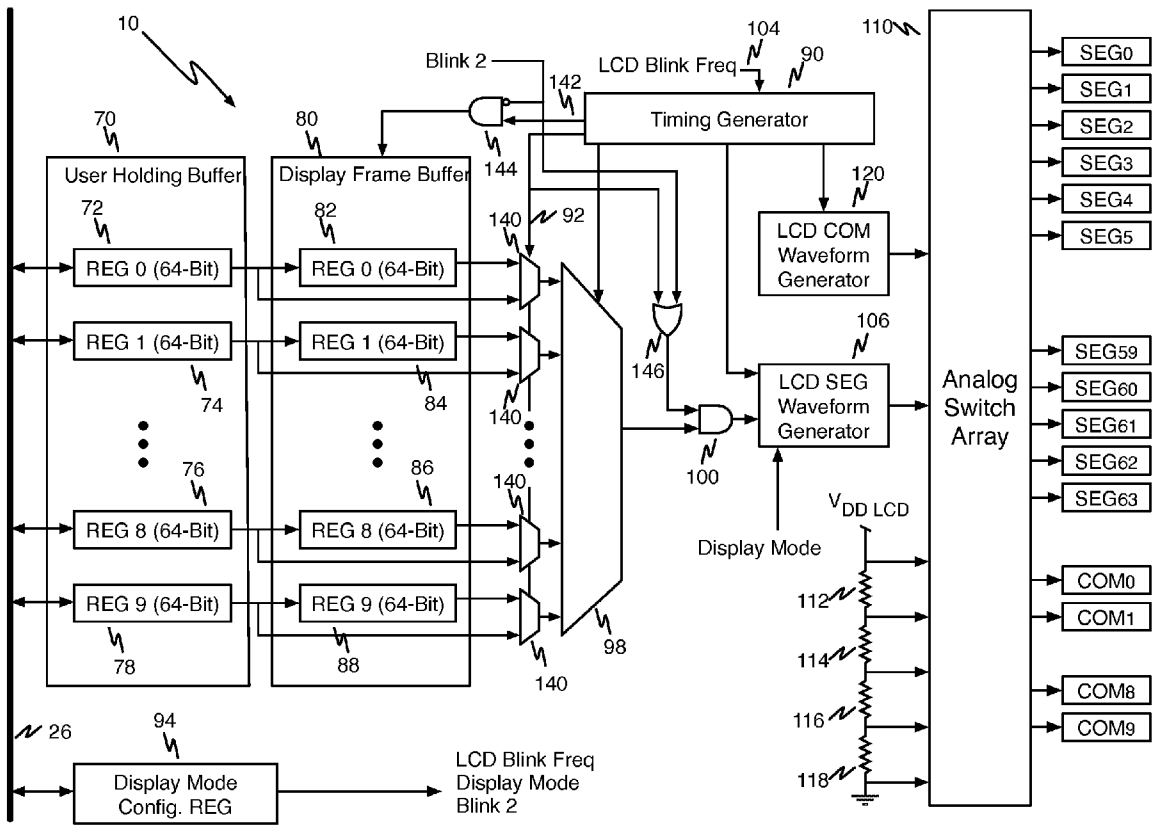 10
Blink 2
104
LCD Blink Freq
90
142
Timing Generator
144
110
Analog
Switch
Array
SEG0
SEG1
SEG2
SEG3
SEG4
SEG5
SEG59
SEG60
SEG61
SEG62
SEG63
COM0
COM1
COM8
COM9
70
User Holding Buffer
72
REG 0 (64-Bit)
REG 1 (64-Bit)
74
76
REG 8 (64-Bit)
REG 9 (64-Bit)
78
80
Display Frame Buffer
82
REG 0 (64-Bit)
REG 1 (64-Bit)
84
86
REG 8 (64-Bit)
REG 9 (64-Bit)
88
92
140
140
140
140
98
120
LCD COM
Waveform
Generator
146
106
LCD SEG
Waveform
Generator
100
Display Mode
VDD LCD
112
114
116
118
26
94
Display Mode
Config. REG
LCD Blink Freq
Display Mode
Blink 2